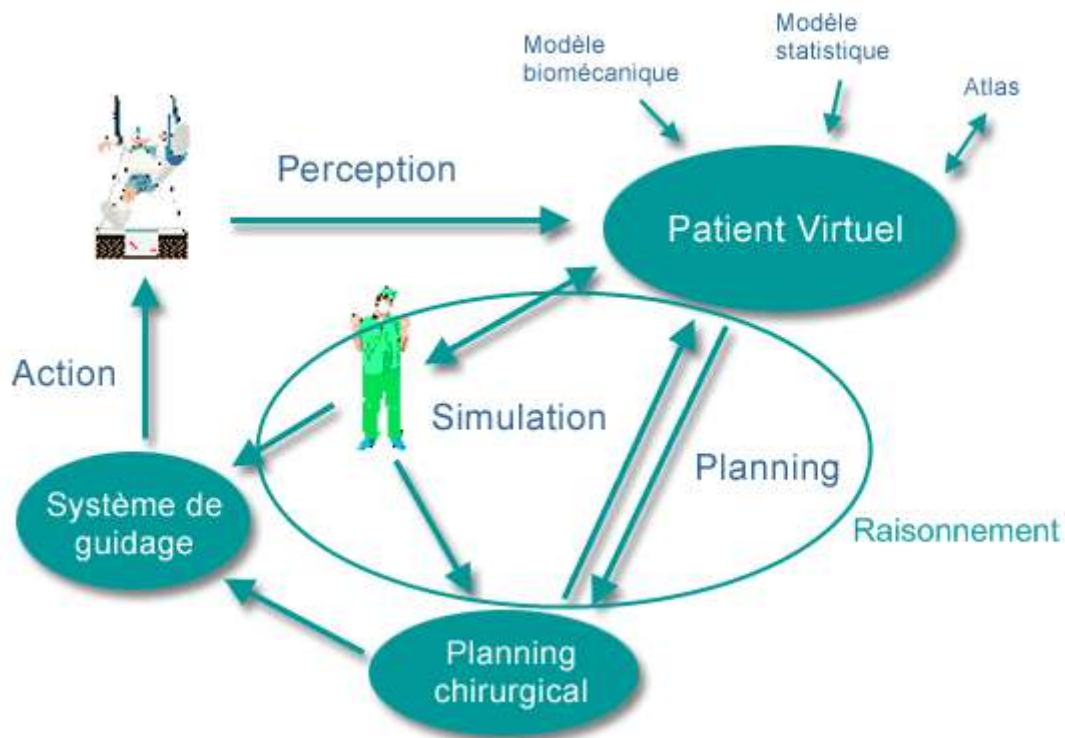 Modèle
biomécanique
Modèle
statistique
Atlas
Perception
Patient Virtuel
Action
Simulation
Planning
Système de
guidage
Raisonnement
Planning
chirurgical